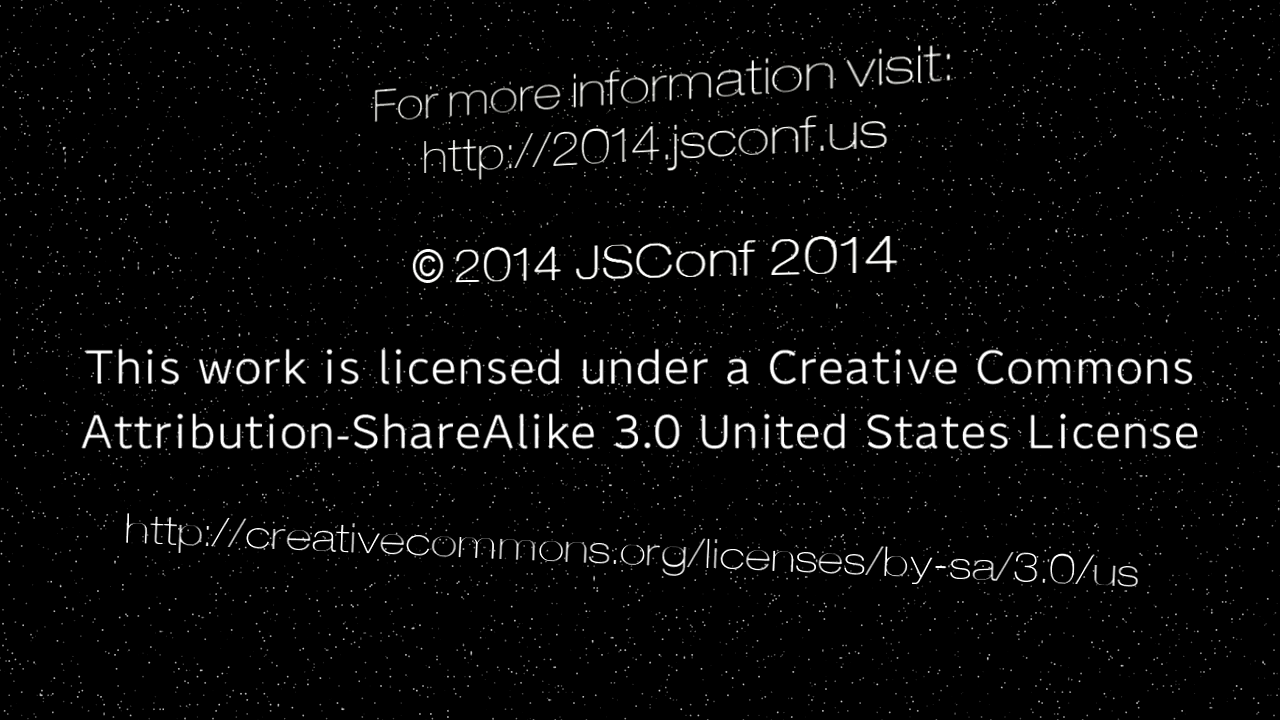 For more information visit:
http://2014.jsconf.us
© 2014 JSConf 2014
This work is licensed under a Creative Commons
Attribution-ShareAlike 3.0 United States License
http://creativecommons.org/licenses/by-sa/3.0/us